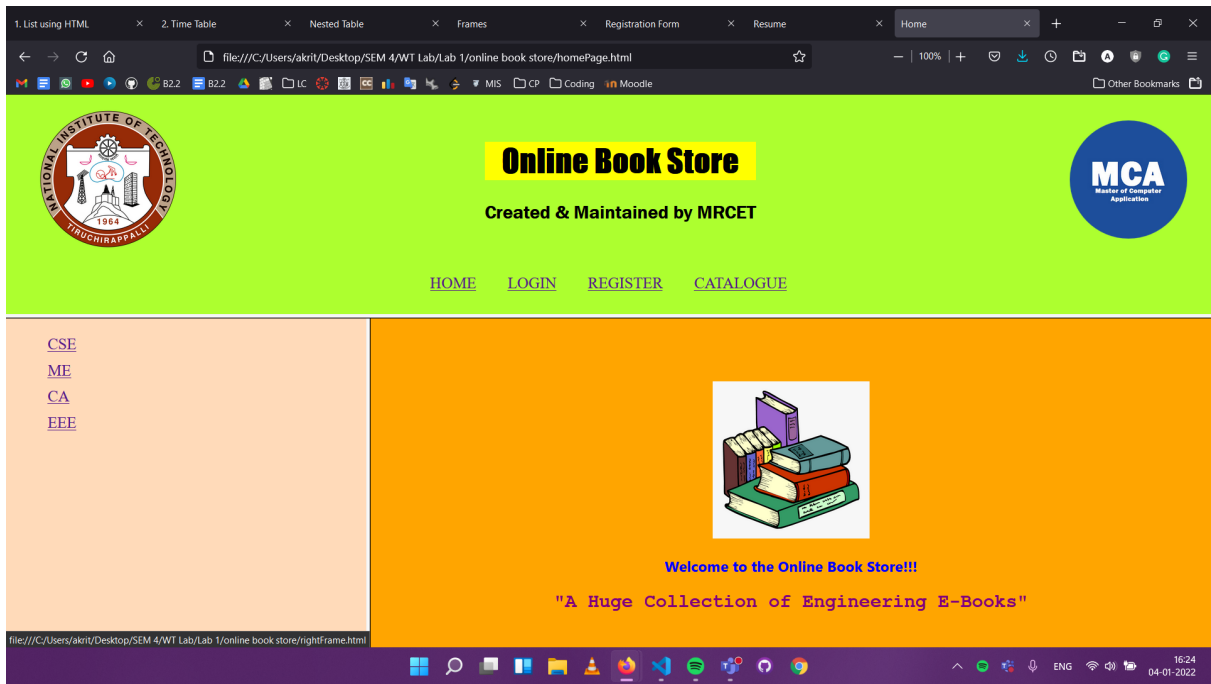 1. List using HTML
2. Time Table
Nested Table
Frames
Registration Form
Resume
Home
file:///C:/Users/akrit/Desktop/SEM 4/WT Lab/Lab 1/online book store/homePage.html
100%
B2.2
B2.2
LC
MIS
CP
Coding
Moodle
Other Bookmarks
NATIONAL INSTITUTE OF TECHNOLOGY
1964
TIRUCHIRAPPALLI
Online Book Store
Created & Maintained by MRCET
MCA
Master of Computer
Application
HOME LOGIN REGISTER CATALOGUE
CSE
ME
CA
EEE
Welcome to the Online Book Store!!!
"A Huge Collection of Engineering E-Books"
file:///C:/Users/akrit/Desktop/SEM 4/WT Lab/Lab 1/online book store/rightFrame.html
ENG
16:24
04-01-2022